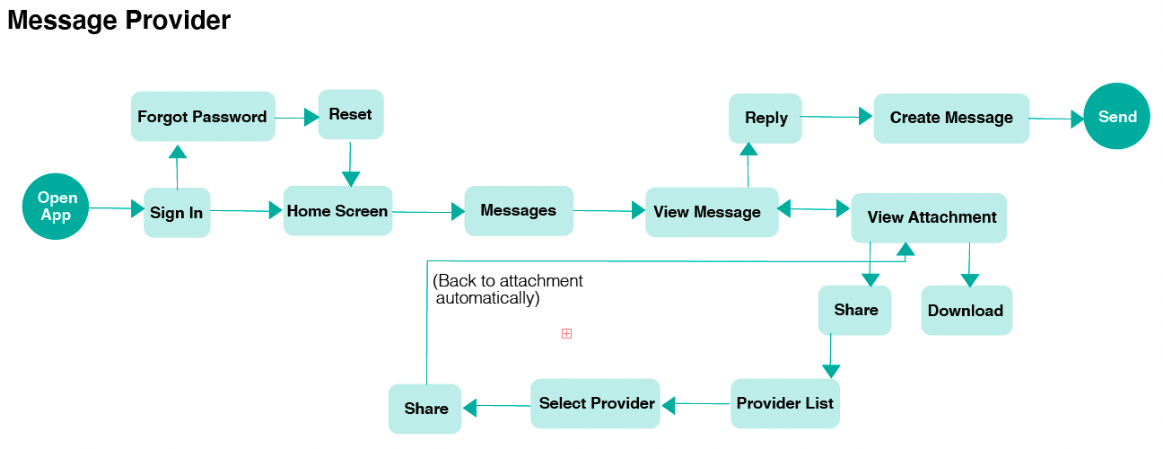 Message Provider
Forgot Password
Reset
Reply
Create Message
Send
Open
App
Sign In
Home Screen
Messages
View Message
View Attachment
(Back to attachment
automatically)
Share
Download
Share
Select Provider
Provider List